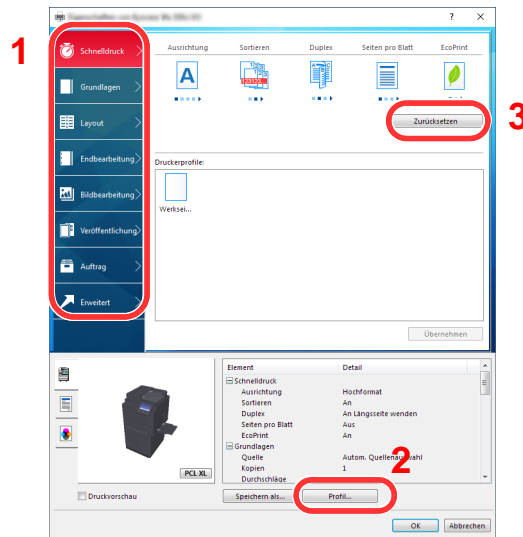 1
?
Schnelldruck
Grundlagen
Layout
Endbearbeitung
Bildbearbeitung
Veröffentlichung
Auftrag
Erweitert
Ausrichtung Sortieren Duplex Seiten pro Blatt EcoPrint
A
Zurücksetzen
3
Druckerprofile:
Werksei...
Übernehmen
PCL XL
Druckvorschau
Element Detail
Schnelldruck
Ausrichtung Hochformat
Sortieren An
Duplex An Längsseite wenden
Seiten pro Blatt Aus
EcoPrint An
Grundlagen
Quelle Autom. Quellenauswahl
Kopien 1
Durchschläge
2
Speichern als... Profil...
OK Abbrechen